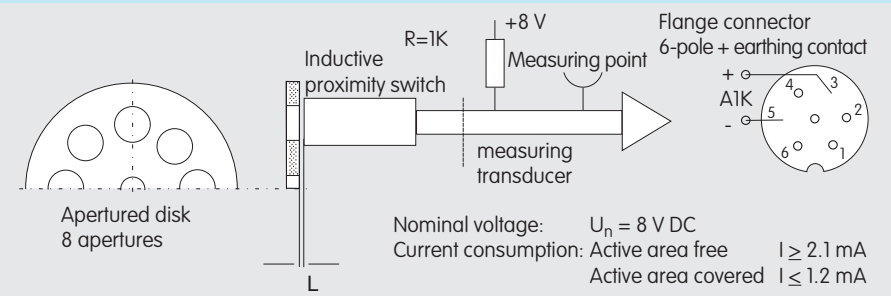 +8 V
R=1K
Flange connector
6-pole + earthing contact
Inductive
proximity switch
Measuring point
+
A1K
-
4
3
5
2
6
1
measuring
transducer
Apertured disk
8 apertures
L
Nominal voltage: Un = 8 V DC
Current consumption: Active area free I ≥ 2.1 mA
Active area covered I ≤ 1.2 mA